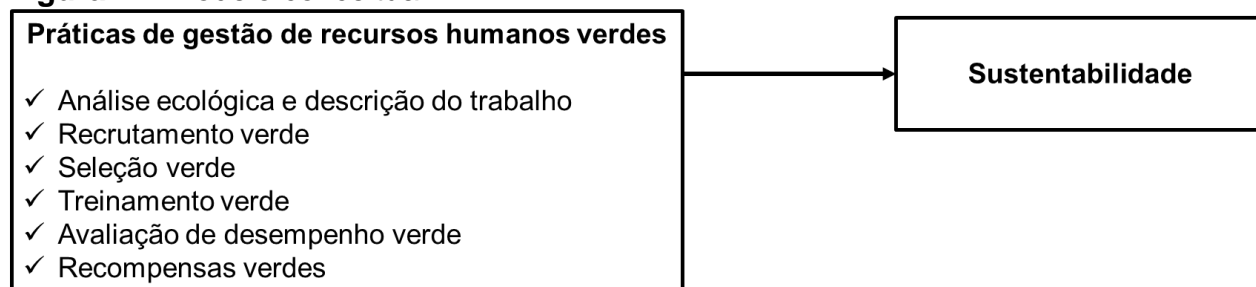 Práticas de gestão de recursos humanos verdes
✓ Análise ecológica e descrição do trabalho
✓ Recrutamento verde
✓ Seleção verde
✓ Treinamento verde
✓ Avaliação de desempenho verde
✓ Recompensas verdes
Sustentabilidade